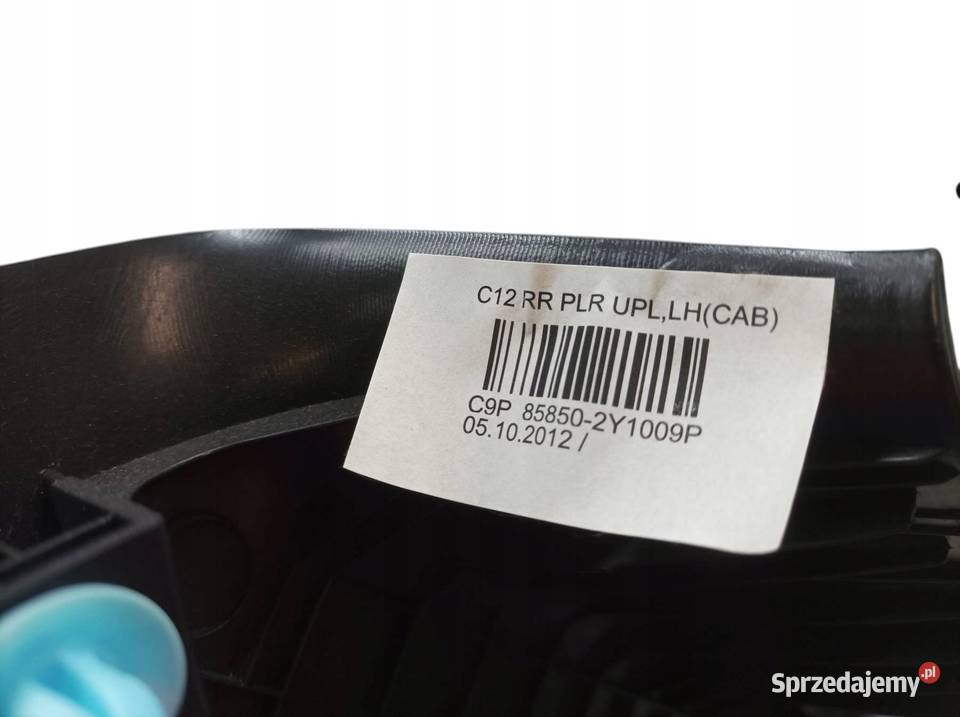 C12 RR PLR UPL,LH(CAB)
C9P 85850-2Y1009P
05.10.2012 /
Sprzedajemy.pl